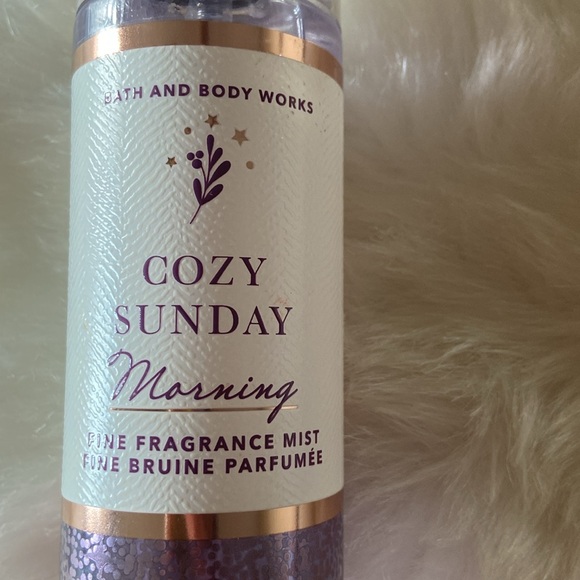 BATH AND BODY WORKS
COZY
SUNDAY
Morning
FINE FRAGRANCE MIST
FINE BRUINE PARFUMÉE